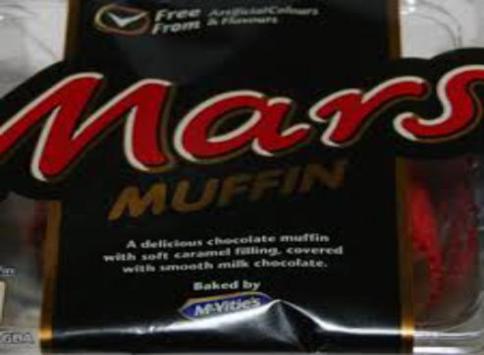 Free From Artificial Colours & Flavours
Mars
MUFFIN
A delicious chocolate muffin
with soft caramel filling, covered
with smooth milk chocolate.
Baked by
McVitie's
GBA